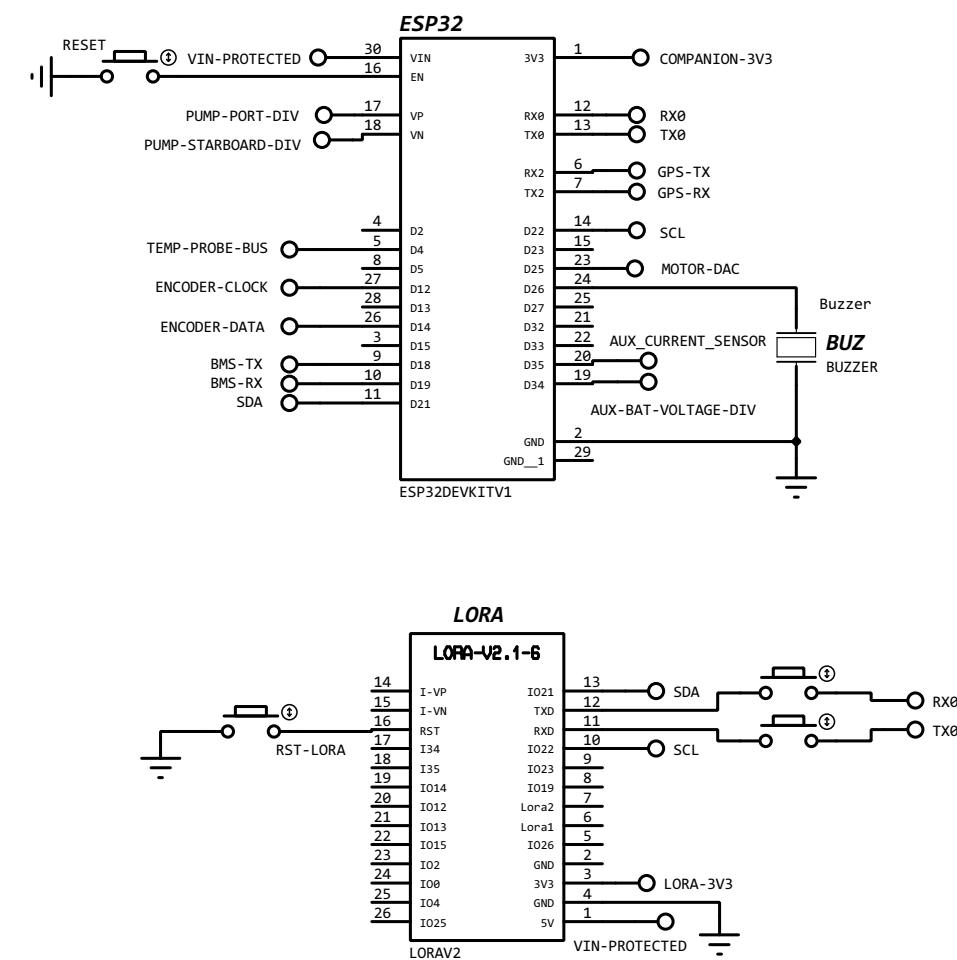 ESP32
RESET
VIN-PROTECTED
30
VIN
3V3
1
COMPANION-3V3
16
EN
PUMP-PORT-DIV
17
VP
RX0
12
RX0
PUMP-STARBOARD-DIV
18
VN
TX0
13
TX0
RX2
6
GPS-TX
TX2
7
GPS-RX
4
D2
D22
14
SCL
TEMP-PROBE-BUS
5
D4
D23
15
8
D5
D25
23
MOTOR-DAC
ENCODER-CLOCK
27
D12
D26
24
28
D13
D27
25
Buzzer
ENCODER-DATA
26
D14
D32
21
3
D15
D33
22
AUX_CURRENT_SENSOR
BUZ
BUZZER
BMS-TX
9
D18
D35
20
BMS-RX
10
D19
D34
19
SDA
11
D21
AUX-BAT-VOLTAGE-DIV
GND
2
GND__1
29
ESP32DEVKITV1
LORA
LORA-V2.1-6
14
I-VP
IO21
13
SDA
15
I-VN
TXD
12
RX0
RST-LORA
16
RST
RXD
11
TX0
17
I34
IO22
10
SCL
18
I35
IO23
9
19
IO14
IO19
8
20
IO12
Lora2
7
21
IO13
Lora1
6
22
IO15
IO26
5
23
IO2
GND
2
24
IO0
3V3
3
LORA-3V3
25
IO4
GND
4
26
IO25
5V
1
VIN-PROTECTED
LORAV2